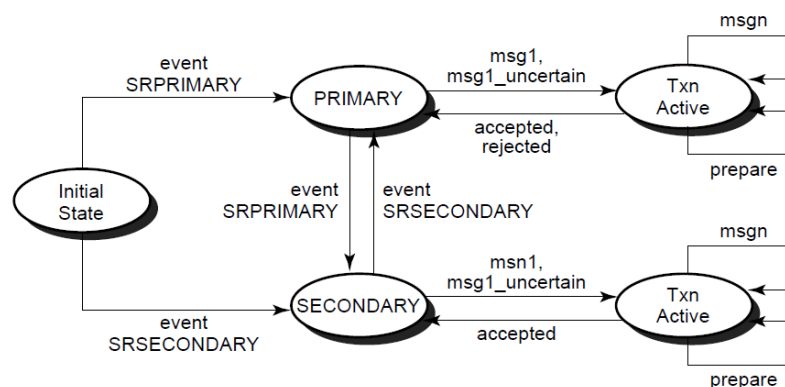 msgn
event
SRPRIMARY
msg1,
msg1_uncertain
PRIMARY
Txn
Active
accepted,
rejected
prepare
Initial
State
event
SRPRIMARY
event
SRSECONDARY
msgn
msn1,
msg1_uncertain
SECONDARY
Txn
Active
event
SRSECONDARY
accepted
prepare